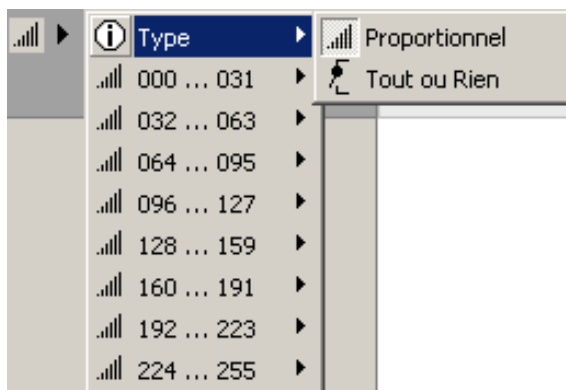 Type
000 ... 031
032 ... 063
064 ... 095
096 ... 127
128 ... 159
160 ... 191
192 ... 223
224 ... 255
Proportionnel
Tout ou Rien